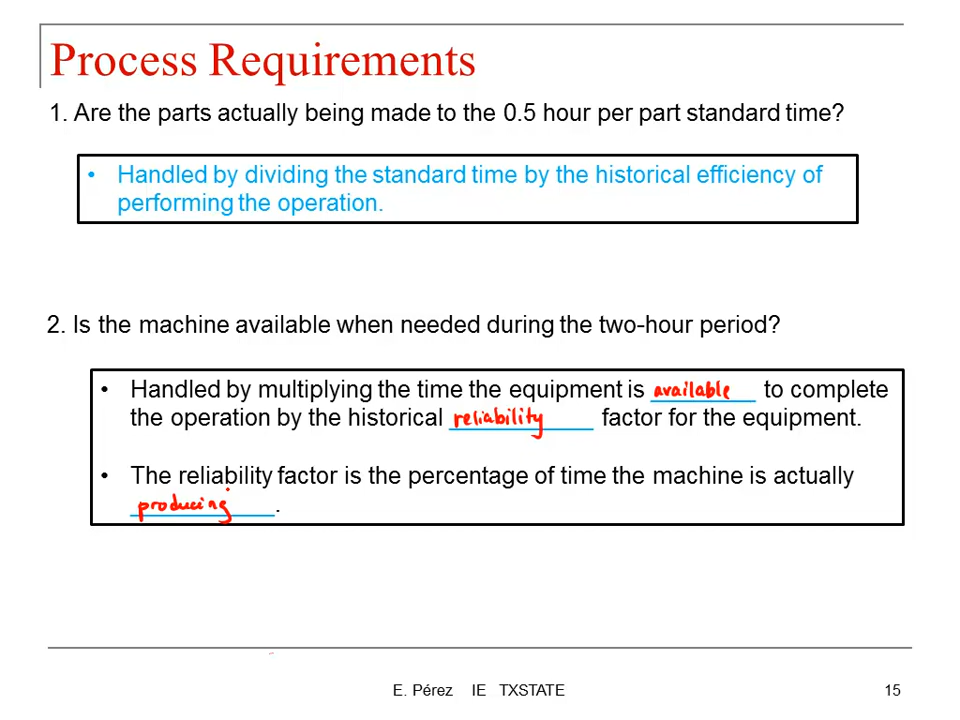 Process Requirements
1. Are the parts actually being made to the 0.5 hour per part standard time?
• Handled by dividing the standard time by the historical efficiency of
performing the operation.
2. Is the machine available when needed during the two-hour period?
• Handled by multiplying the time the equipment is available to complete
the operation by the historical reliability factor for the equipment.
• The reliability factor is the percentage of time the machine is actually
producing.
E. Pérez IE TXSTATE 15